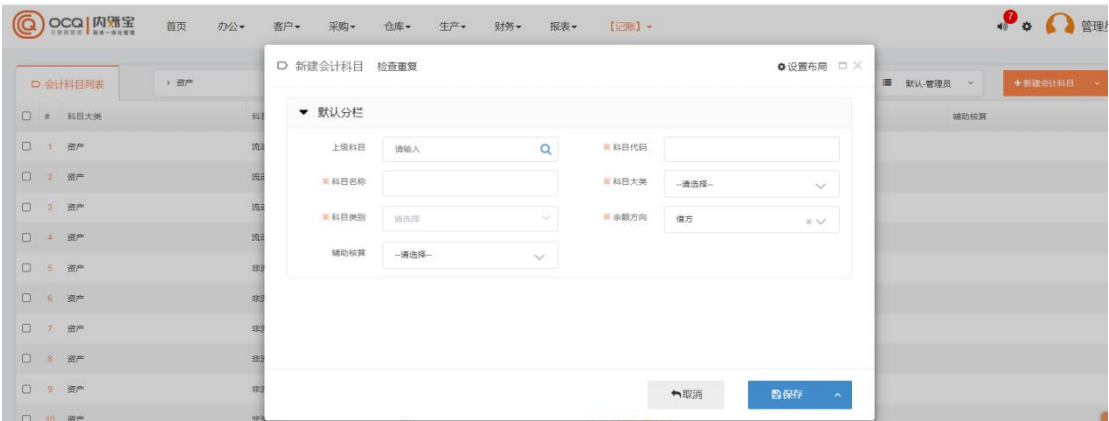 OCQ 内账宝
首页 办公 客户 采购 仓库 生产 财务 报表 【记账】
7
管理员
会计科目列表
> 资产
新建会计科目 检查重复
设置布局
默认-管理员
+新建会计科目
# 科目大类
辅助核算
默认分栏
上级科目 请输入
※科目代码
※科目名称
※科目大类 --请选择--
※科目类别 请选择
※余额方向 借方
辅助核算 --请选择--
1 资产
2 资产
3 资产
4 资产
5 资产
6 资产
7 资产
8 资产
9 资产
10 资产
取消
保存